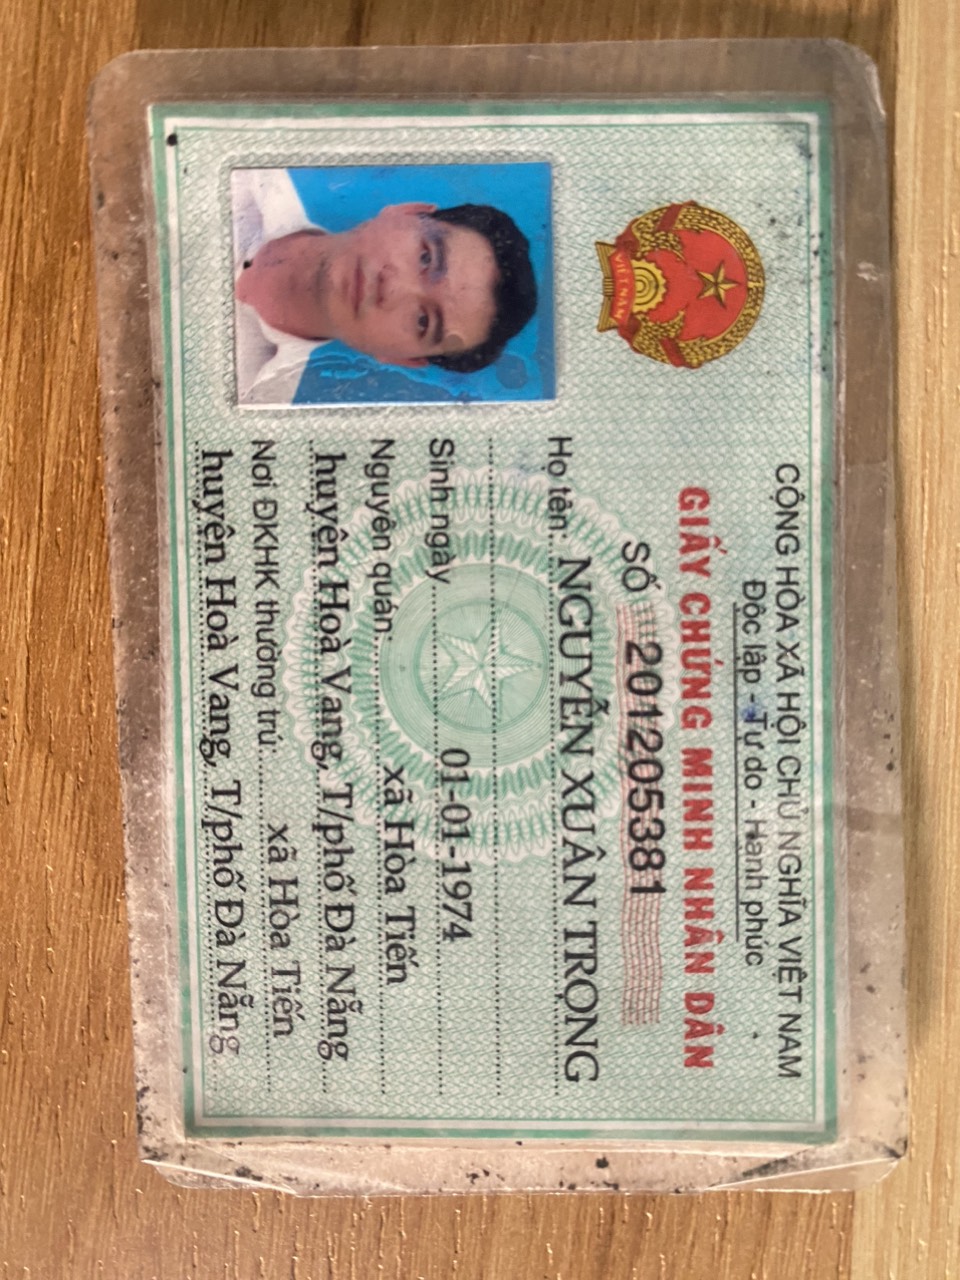 CỘNG HÒA XÃ HỘI CHỦ NGHĨA VIỆT NAM
Độc lập - Tự do - Hạnh phúc
GIẤY CHỨNG MINH NHÂN DÂN
SỐ 201205381
Họ tên: NGUYỄN XUÂN TRỌNG
Sinh ngày 01-01-1974
Nguyên quán: xã Hòa Tiến
huyện Hoà Vang, T/phố Đà Nẵng
Nơi ĐKHK thường trú: xã Hòa Tiến
huyện Hoà Vang, T/phố Đà Nẵng
VIỆT NAM